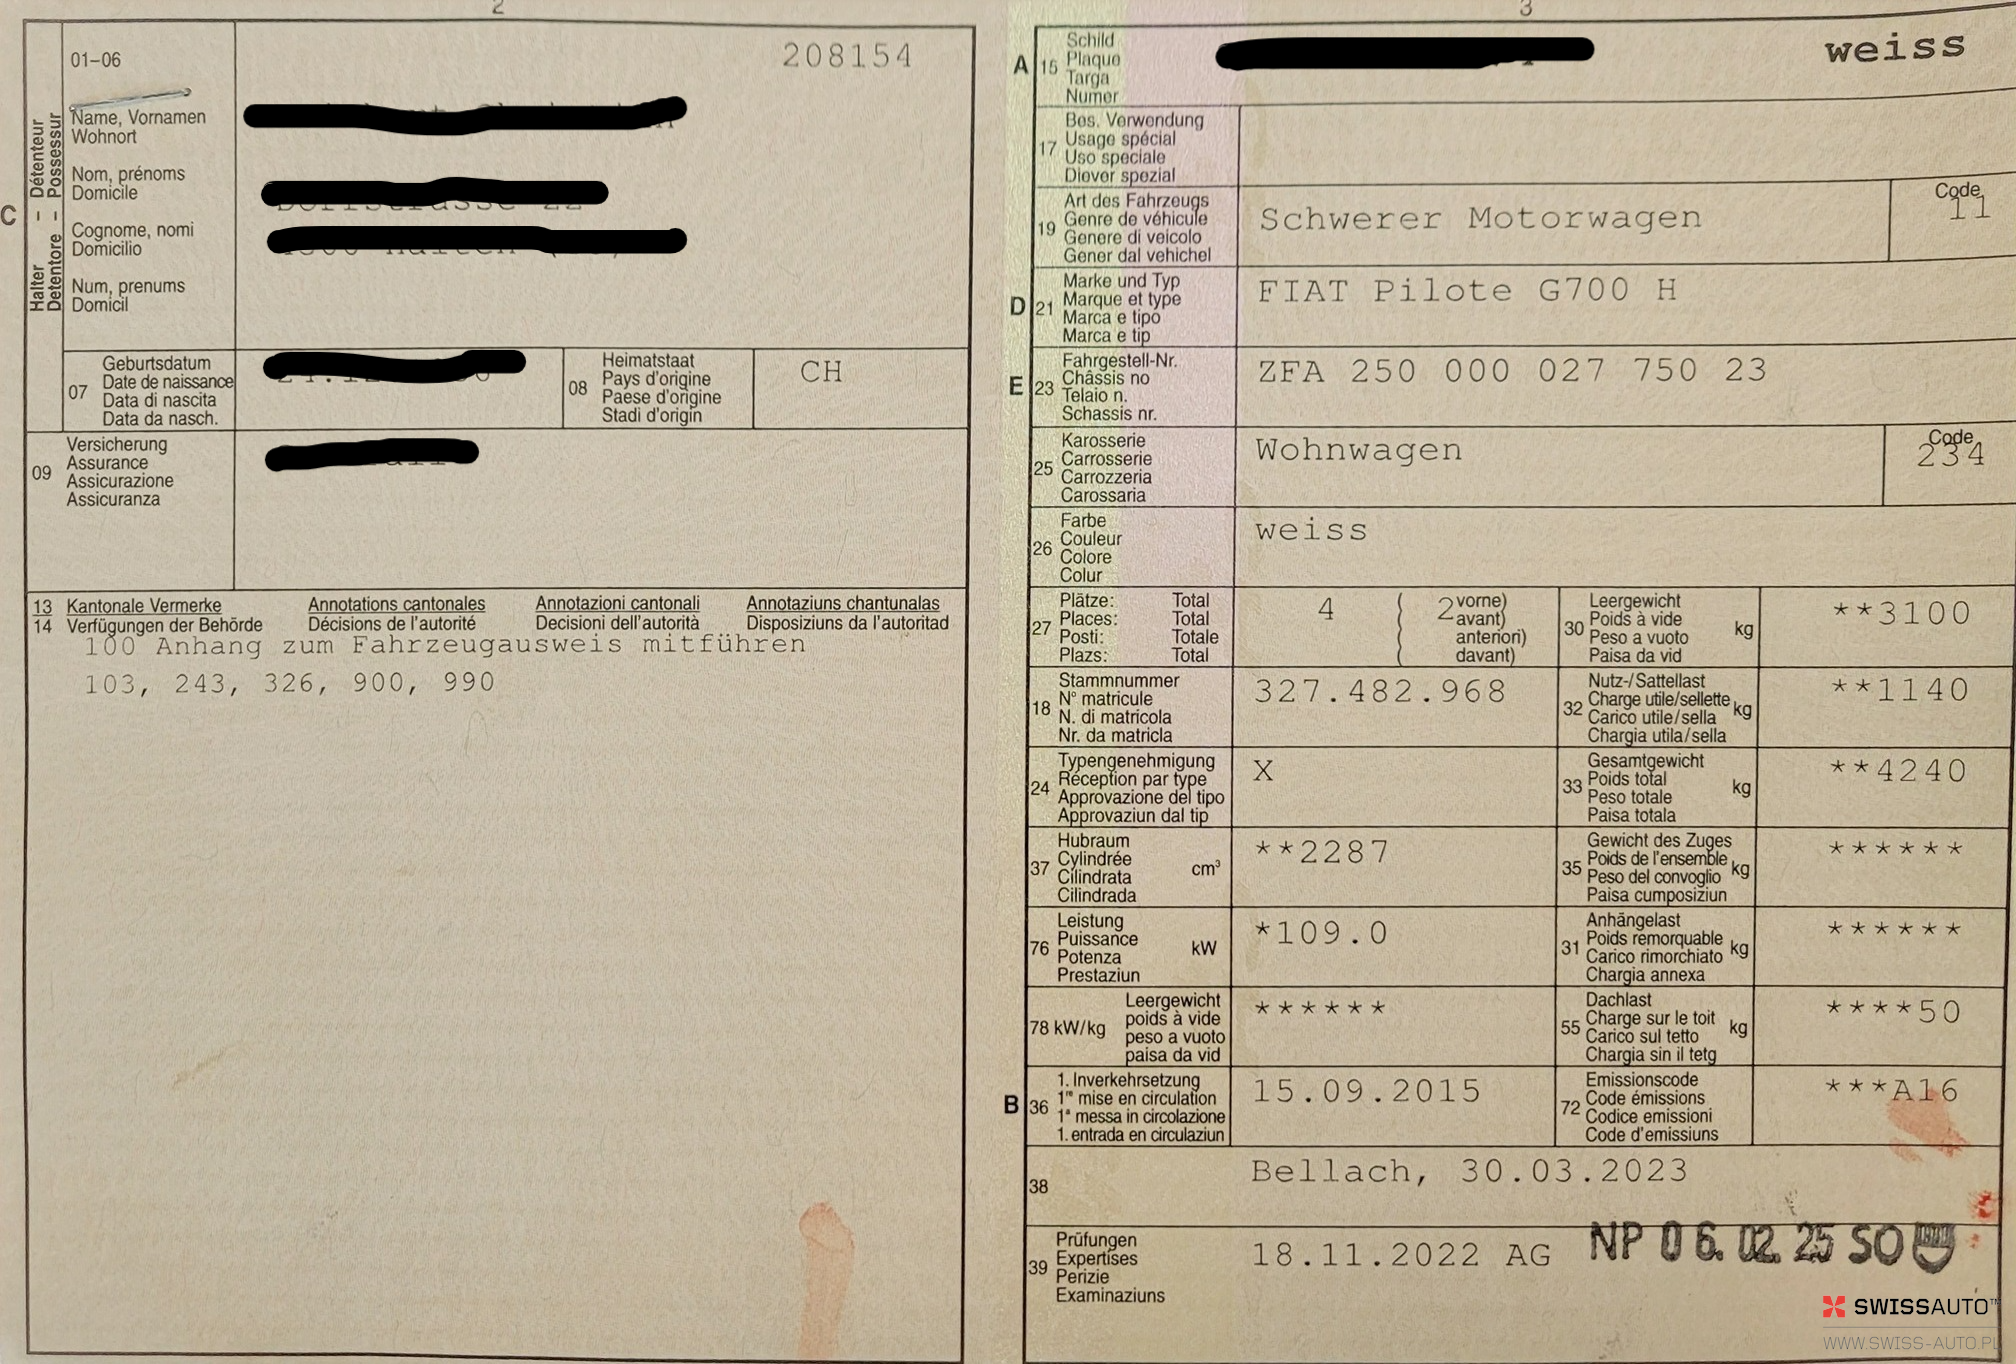 2
01-06
208154
Name, Vornamen
Wohnort
Nom, prénoms
Domicile
Cognome, nomi
Domicilio
Num, prenums
Domicil
C
Halter - Détenteur
Detentore - Possessur
07
Geburtsdatum
Date de naissance
Data di nascita
Data da nasch.
08
Heimatstaat
Pays d'origine
Paese d'origine
Stadi d'origin
CH
09
Versicherung
Assurance
Assicurazione
Assicuranza
13
14
Kantonale Vermerke
Verfügungen der Behörde
Annotations cantonales
Décisions de l'autorité
Annotazioni cantonali
Decisioni dell'autorità
Annotaziuns chantunalas
Disposiziuns da l'autoritad
100 Anhang zum Fahrzeugausweis mitführen
103, 243, 326, 900, 990
3
A
15
Schild
Plaque
Targa
Numer
weiss
17
Bes. Verwendung
Usage spécial
Uso speciale
Diever spezial
19
Art des Fahrzeugs
Genre de véhicule
Genere di veicolo
Gener dal vehichel
Schwerer Motorwagen
Code
11
D
21
Marke und Typ
Marque et type
Marca e tipo
Marca e tip
FIAT Pilote G700 H
E
23
Fahrgestell-Nr.
Châssis no
Telaio n.
Schassis nr.
ZFA 250 000 027 750 23
25
Karosserie
Carrosserie
Carrozzeria
Carossaria
Wohnwagen
Code
234
26
Farbe
Couleur
Colore
Colur
weiss
27
Plätze: Total
Places: Total
Posti: Totale
Plazs: Total
4
2
vorne)
avant)
anteriori)
davant)
30
Leergewicht
Poids à vide
Peso a vuoto
Paisa da vid
kg
**3100
18
Stammnummer
N° matricule
N. di matricola
Nr. da matricla
327.482.968
32
Nutz-/Sattellast
Charge utile/sellette
Carico utile/sella
Chargia utila/sella
kg
**1140
24
Typengenehmigung
Réception par type
Approvazione del tipo
Approvaziun dal tip
X
33
Gesamtgewicht
Poids total
Peso totale
Paisa totala
kg
**4240
37
Hubraum
Cylindrée
Cilindrata
Cilindrada
cm³
**2287
35
Gewicht des Zuges
Poids de l'ensemble
Peso del convoglio
Paisa cumposiziun
kg
******
76
Leistung
Puissance
Potenza
Prestaziun
kW
*109.0
31
Anhängelast
Poids remorquable
Carico rimorchiato
Chargia annexa
kg
******
78 kW/kg
Leergewicht
poids à vide
peso a vuoto
paisa da vid
******
55
Dachlast
Charge sur le toit
Carico sul tetto
Chargia sin il tetg
kg
****50
B
36
1. Inverkehrsetzung
1re mise en circulation
1a messa in circolazione
1. entrada en circulaziun
15.09.2015
72
Emissionscode
Code émissions
Codice emissioni
Code d'emissiuns
***A16
38
Bellach, 30.03.2023
39
Prüfungen
Expertises
Perizie
Examinaziuns
18.11.2022 AG
NP 06. 02. 25 SO
SWISSAUTO™
WWW.SWISS-AUTO.PL